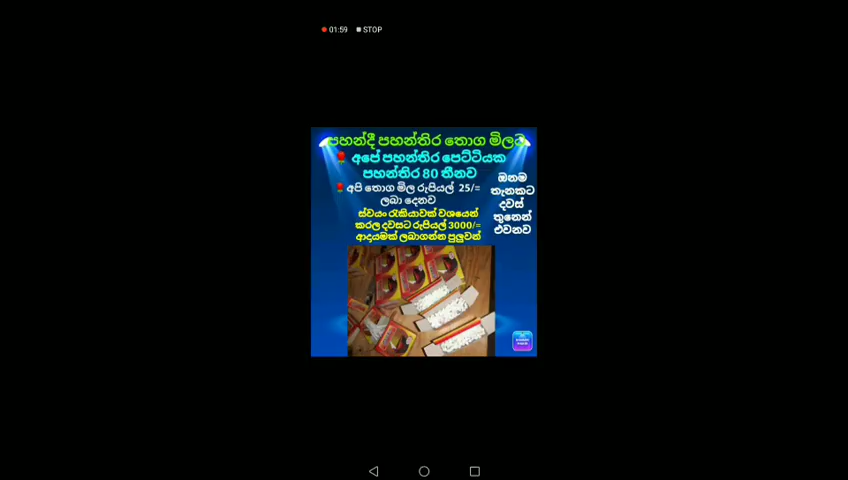 01:59 STOP
පහන්දී පහන්තිර තොග මිලට
අපේ පහන්තිර පෙට්ටියක
පහන්තිර 80 තීනව
අපි තොග මිල රුපියල් 25/=
ලබා දෙනව
ස්වයං රැකියාවක් වශයෙන්
කරල දවසට රුපියල් 3000/=
ආදායමක් ලබාගන්න පුලුවන්
ඔනම
තැනකට
දවස්
තුනෙන්
එවනව